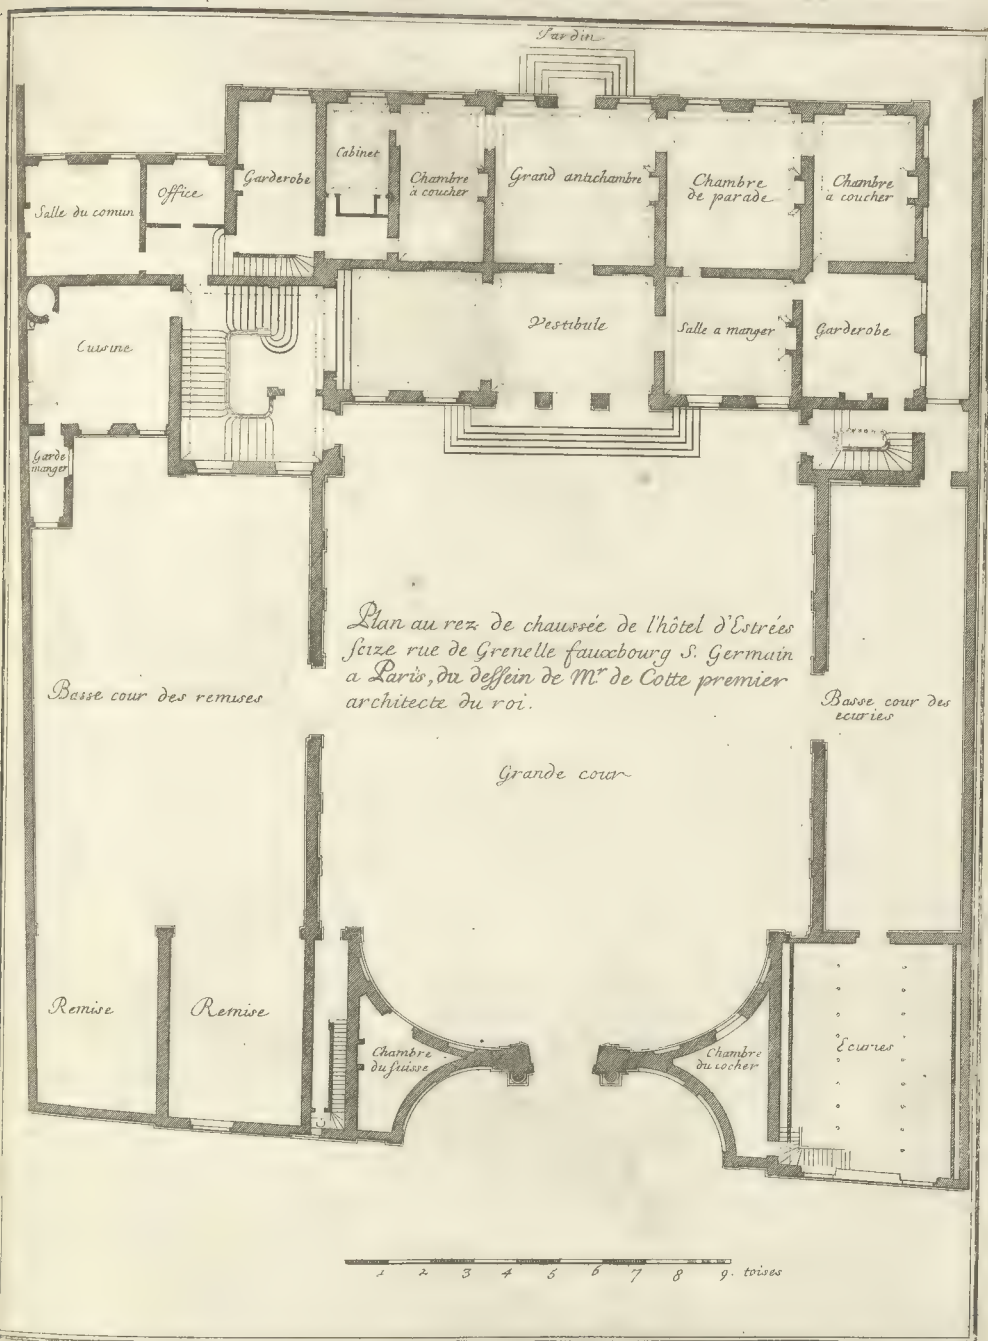 Jardin
Cabinet
Garderobe
Office
Chambre
à coucher
Grand antichambre
Chambre
de parade
Chambre
a coucher
Salle du comun
Vestibule
Salle a manger
Garderobe
Cuisine
Garde
manger
Plan au rez de chaussée de l'hôtel d'Estrées
scize rue de Grenelle fauxbourg S. Germain
a Paris, du dessein de Mr. de Cotte premier
architecte du roi.
Basse cour des remises
Basse cour des
ecuries
Grande cour
Remise
Remise
Chambre
du suisse
Chambre
du cocher
Ecuries
1 2 3 4 5 6 7 8 9. toises